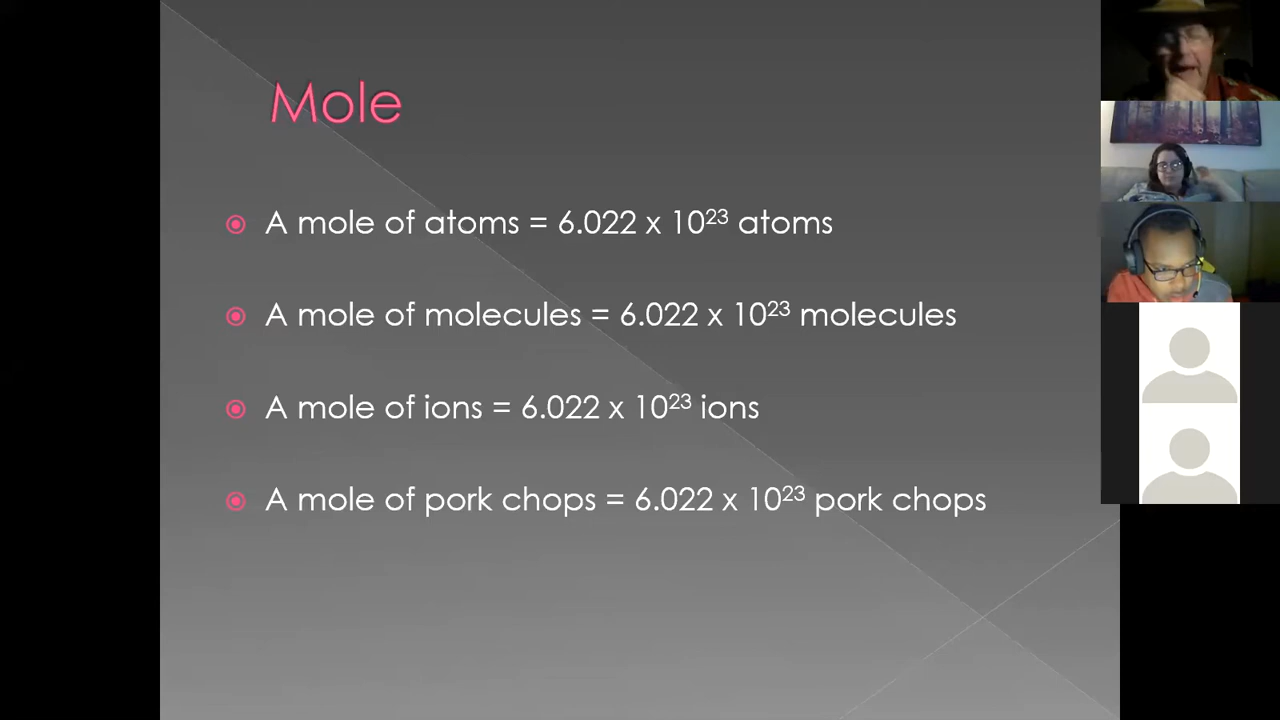 Mole
A mole of atoms = 6.022 x 10²³ atoms
A mole of molecules = 6.022 x 10²³ molecules
A mole of ions = 6.022 x 10²³ ions
A mole of pork chops = 6.022 x 10²³ pork chops